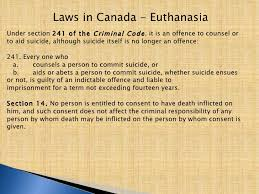 Laws in Canada – Euthanasia
Under section 241 of the Criminal Code, it is an offence to counsel or
to aid suicide, although suicide itself is no longer an offence:
241. Every one who
a. counsels a person to commit suicide, or
b. aids or abets a person to commit suicide, whether suicide ensues
or not, is guilty of an indictable offence and liable to
imprisonment for a term not exceeding fourteen years.
Section 14. No person is entitled to consent to have death inflicted on
him, and such consent does not affect the criminal responsibility of any
person by whom death may be inflicted on the person by whom consent is
given.